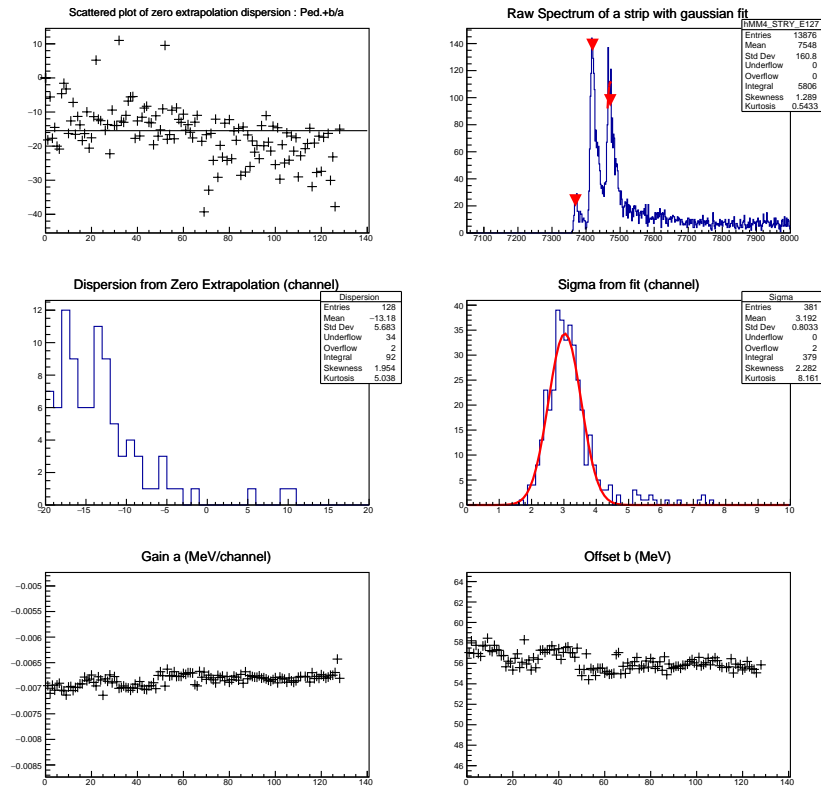 Scattered plot of zero extrapolation dispersion : Ped.+b/a
10
0
−10
−20
−30
−40
0 20 40 60 80 100 120 140
Raw Spectrum of a strip with gaussian fit
hMM4_STRY_E127
Entries 13876
Mean 7548
Std Dev 160.8
Underflow 0
Overflow 0
Integral 5806
Skewness 1.289
Kurtosis 0.5433
140
120
100
80
60
40
20
0
7100 7200 7300 7400 7500 7600 7700 7800 7900 8000
Dispersion from Zero Extrapolation (channel)
Dispersion
Entries 128
Mean −13.18
Std Dev 5.683
Underflow 34
Overflow 2
Integral 92
Skewness 1.954
Kurtosis 5.038
12
10
8
6
4
2
0
−20 −15 −10 −5 0 5 10 15 20
Sigma from fit (channel)
Sigma
Entries 381
Mean 3.192
Std Dev 0.8033
Underflow 0
Overflow 2
Integral 379
Skewness 2.282
Kurtosis 8.161
40
35
30
25
20
15
10
5
0
0 1 2 3 4 5 6 7 8 9 10
Gain a (MeV/channel)
−0.005
−0.0055
−0.006
−0.0065
−0.007
−0.0075
−0.008
−0.0085
0 20 40 60 80 100 120 140
Offset b (MeV)
64
62
60
58
56
54
52
50
48
46
0 20 40 60 80 100 120 140